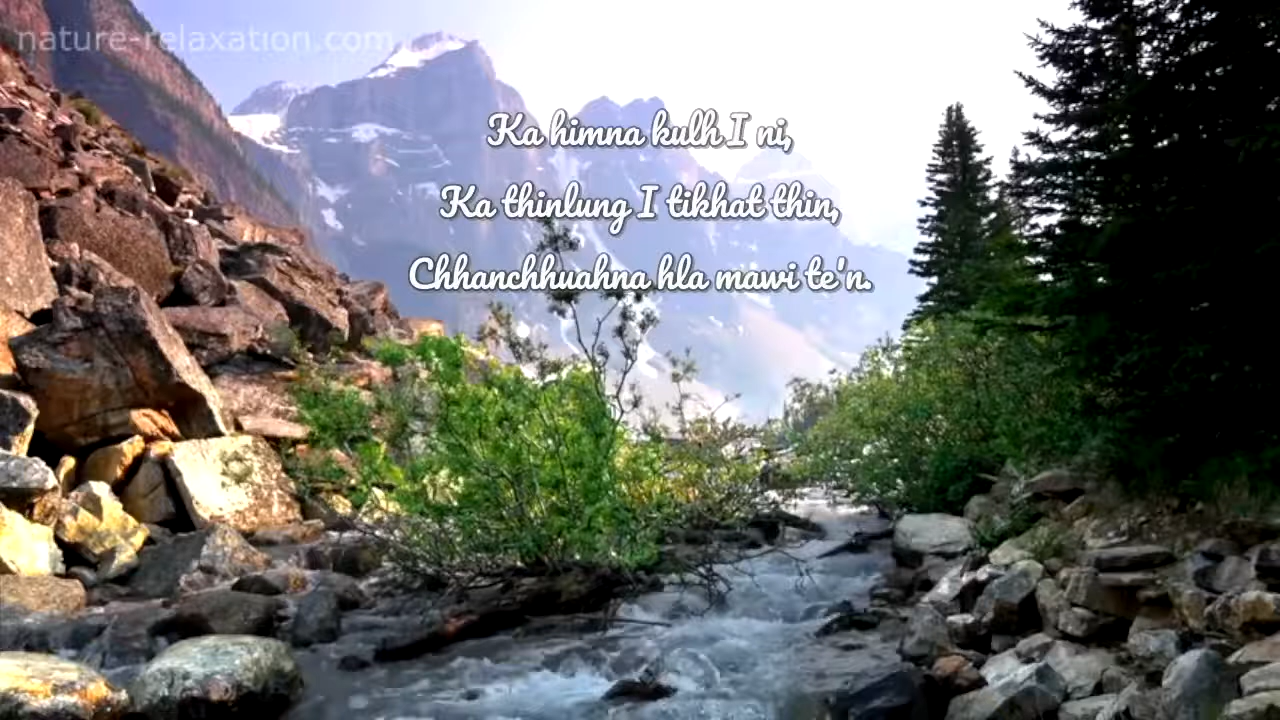 nature-relaxation.com
Ka himna kulh I ni,
Ka thinlung I tikhat thin,
Chhanchhuahna hla mawi te'n.